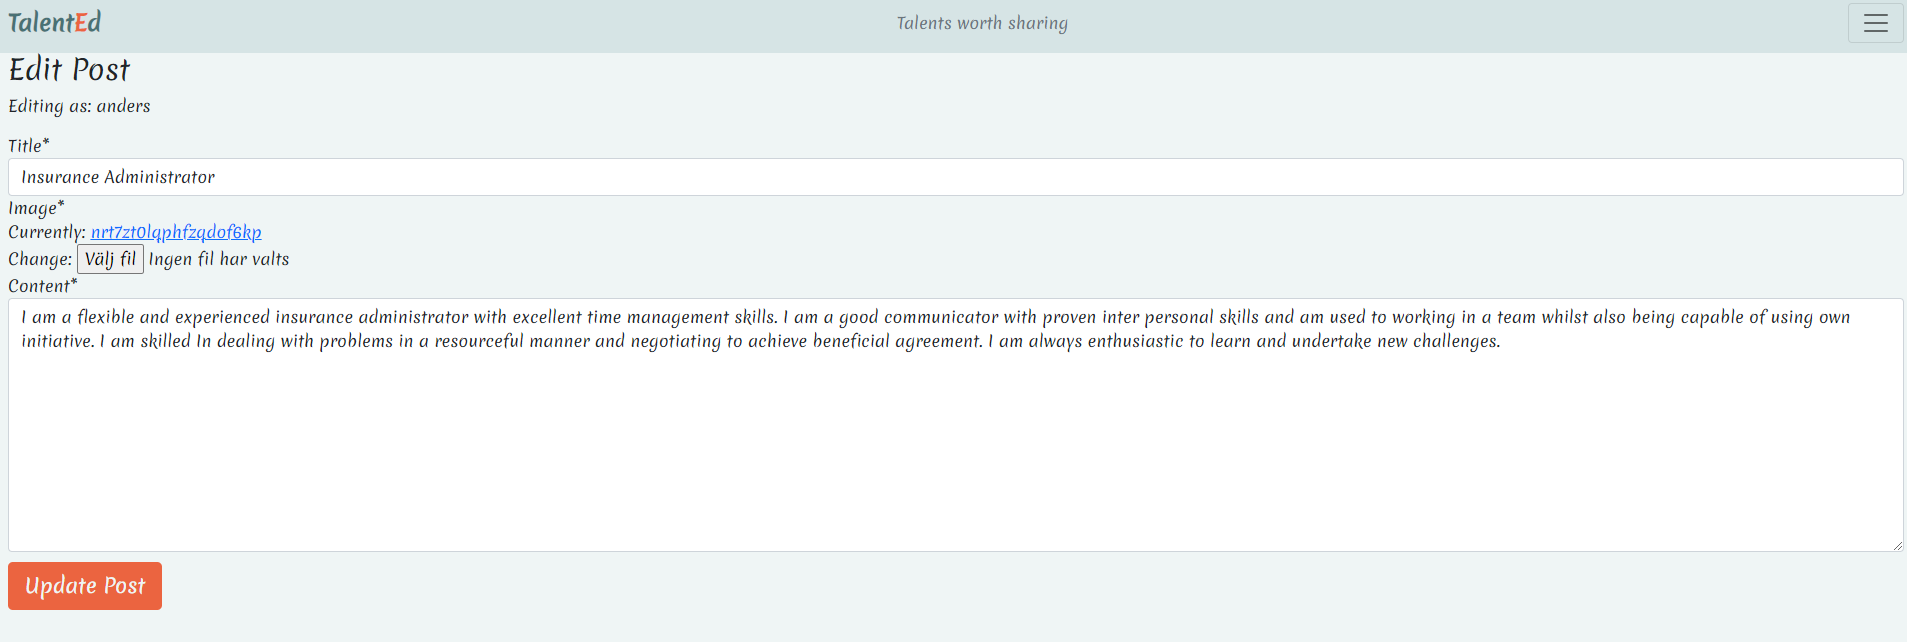 TalentEd
Talents worth sharing
Edit Post
Editing as: anders
Title*
Insurance Administrator
Image*
Currently: nrt7zt0lqphfzqdof6kp
Change: Välj fil Ingen fil har valts
Content*
I am a flexible and experienced insurance administrator with excellent time management skills. I am a good communicator with proven inter personal skills and am used to working in a team whilst also being capable of using own
initiative. I am skilled In dealing with problems in a resourceful manner and negotiating to achieve beneficial agreement. I am always enthusiastic to learn and undertake new challenges.
Update Post